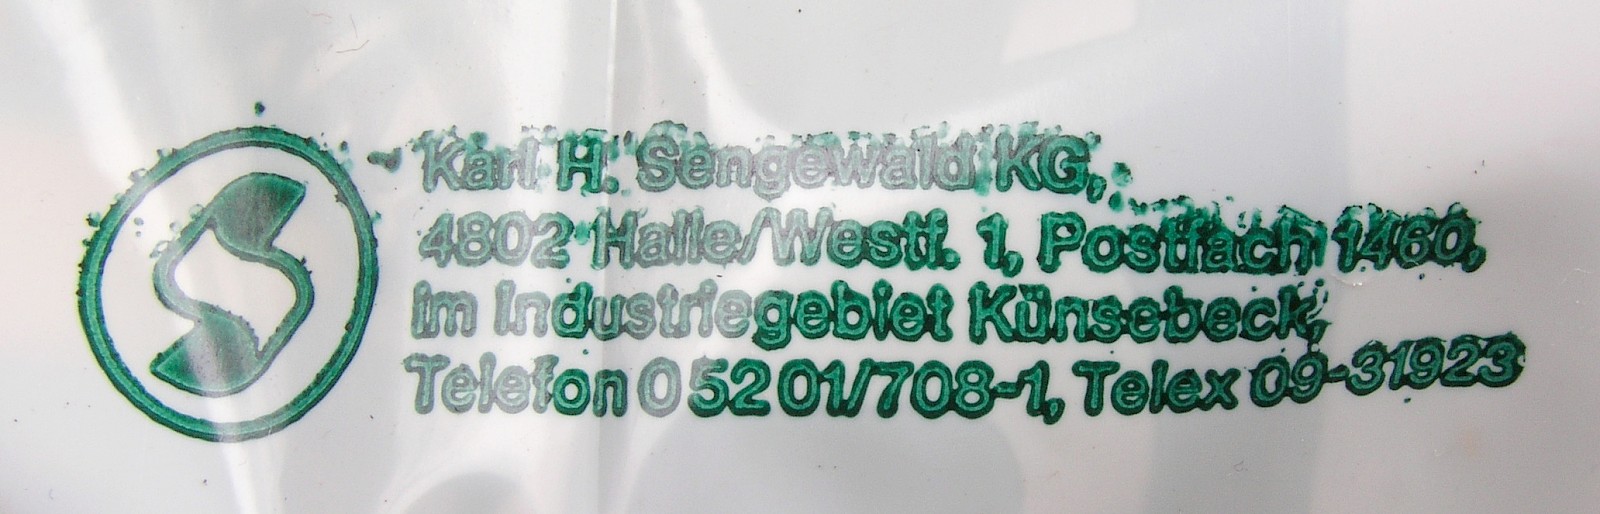 Karl H. Sengewald KG,
4802 Halle/Westf. 1, Postfach 1460,
im Industriegebiet Künsebeck,
Telefon 0 52 01/708-1, Telex 09-31923